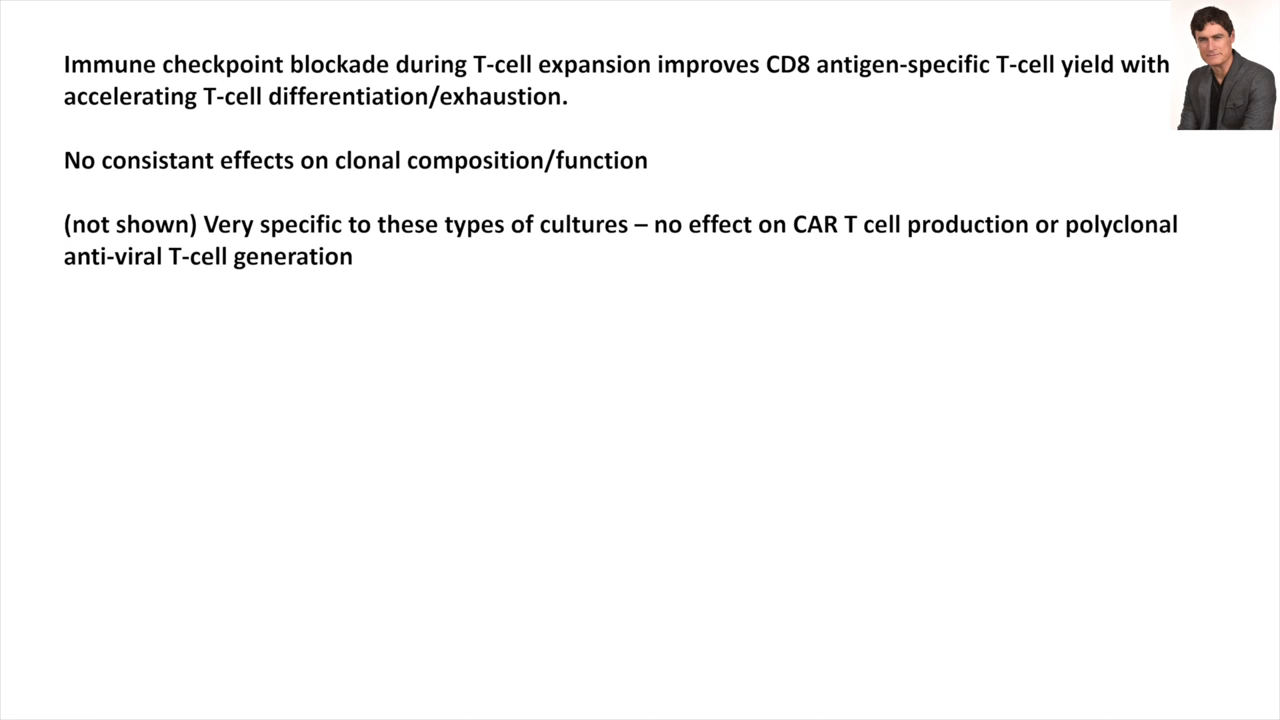 Immune checkpoint blockade during T-cell expansion improves CD8 antigen-specific T-cell yield with
accelerating T-cell differentiation/exhaustion.
No consistant effects on clonal composition/function
(not shown) Very specific to these types of cultures – no effect on CAR T cell production or polyclonal
anti-viral T-cell generation